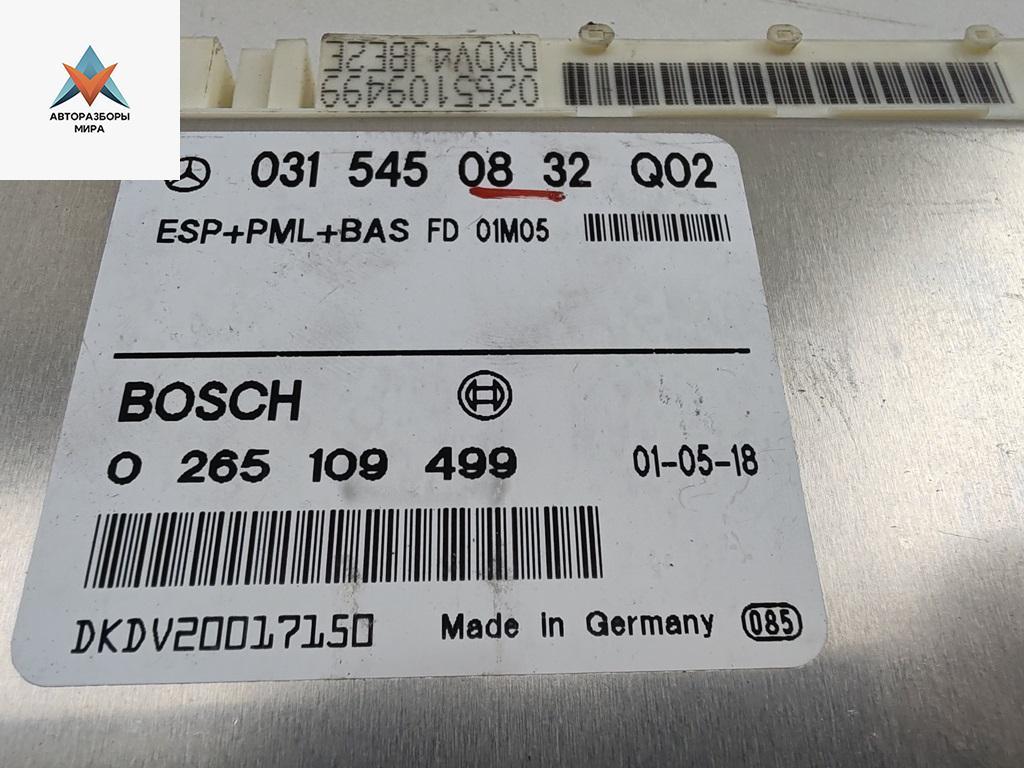 АВТОРАЗБОРЫ
МИРА
DKDV4J8E2E
0265109499
031 545 08 32 Q02
ESP+PML+BAS FD 01M05
BOSCH
0 265 109 499 01-05-18
DKDV20017150
Made in Germany 085